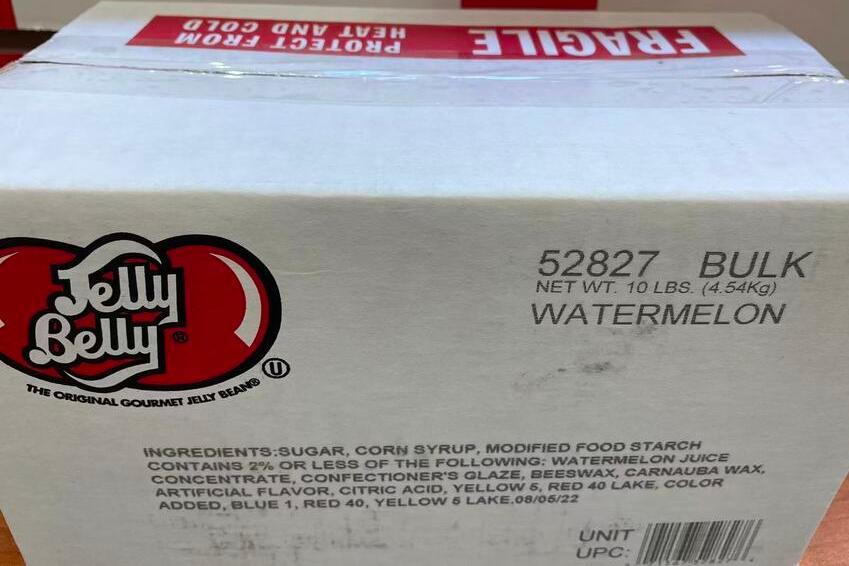 FRAGILE
PROTECT FROM
HEAT AND COLD
Jelly
Belly®
THE ORIGINAL GOURMET JELLY BEAN®
U
52827 BULK
NET WT. 10 LBS. (4.54Kg)
WATERMELON
INGREDIENTS:SUGAR, CORN SYRUP, MODIFIED FOOD STARCH
CONTAINS 2% OR LESS OF THE FOLLOWING: WATERMELON JUICE
CONCENTRATE, CONFECTIONER'S GLAZE, BEESWAX, CARNAUBA WAX,
ARTIFICIAL FLAVOR, CITRIC ACID, YELLOW 5, RED 40 LAKE, COLOR
ADDED, BLUE 1, RED 40, YELLOW 5 LAKE.08/05/22
UNIT
UPC: